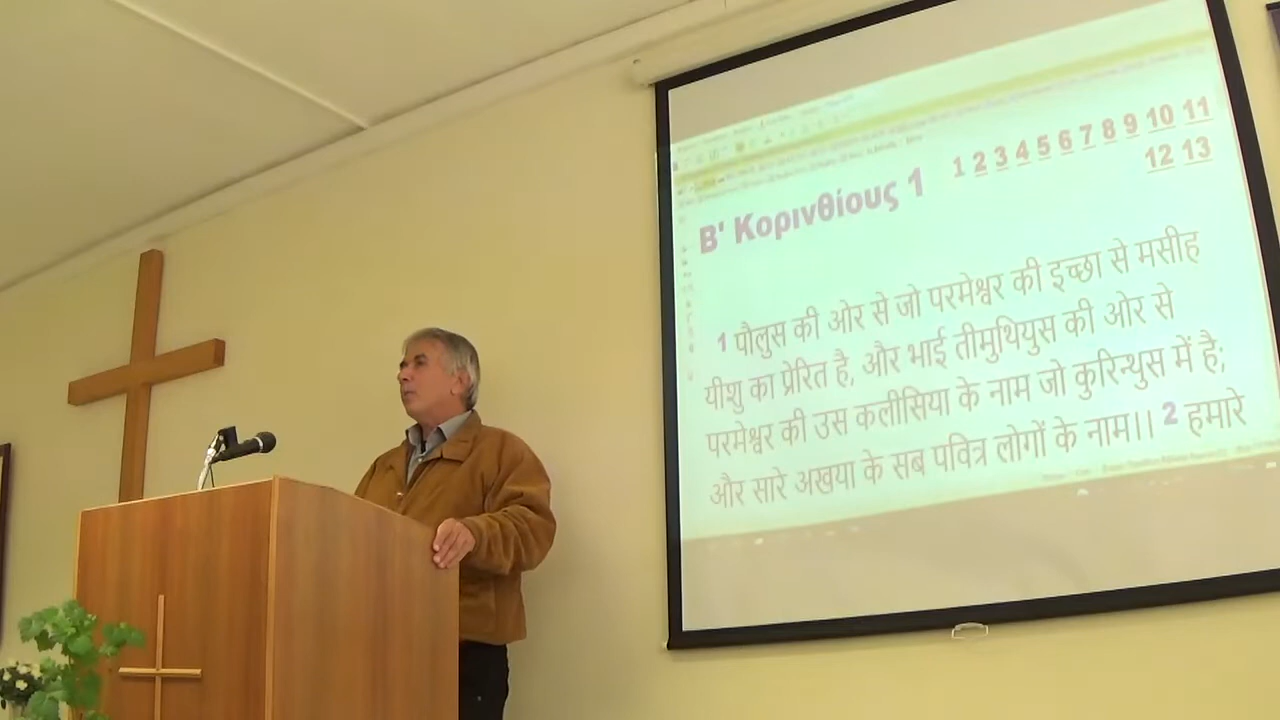 Β' Κορινθίους 1
1 2 3 4 5 6 7 8 9 10 11
12 13
1 पौलुस की ओर से जो परमेश्वर की इच्छा से मसीह
यीशु का प्रेरित है, और भाई तीमुथियुस की ओर से
परमेश्वर की उस कलीसिया के नाम जो कुरिन्थुस में है;
और सारे अखया के सब पवित्र लोगों के नाम।। 2 हमारे